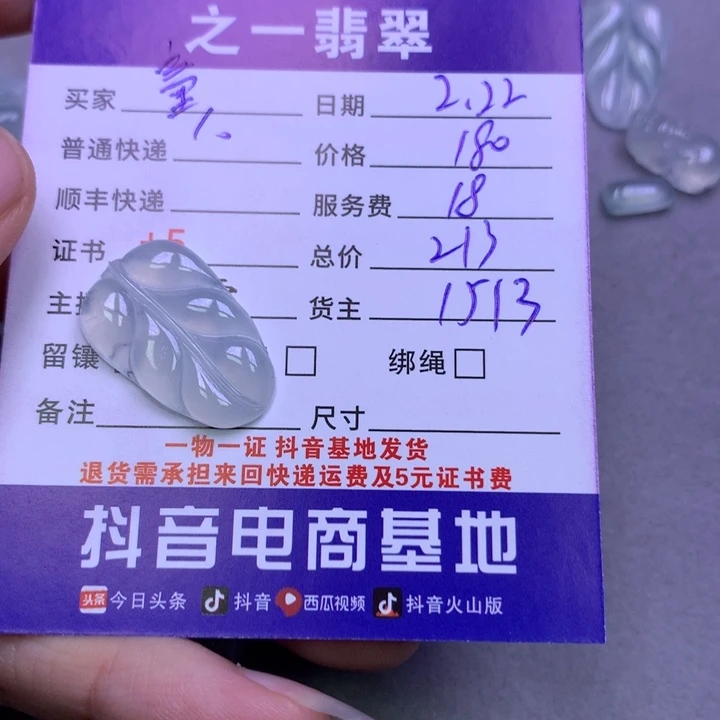 之一翡翠
买家 日期 2.22
普通快递 价格 180
顺丰快递 服务费 18
证书 +5 总价 213
主 货主 1513
留镶 绑绳
备注 尺寸
一物一证 抖音基地发货
退货需承担来回快递运费及5元证书费
抖音电商基地
头条 今日头条 抖音 西瓜视频 抖音火山版